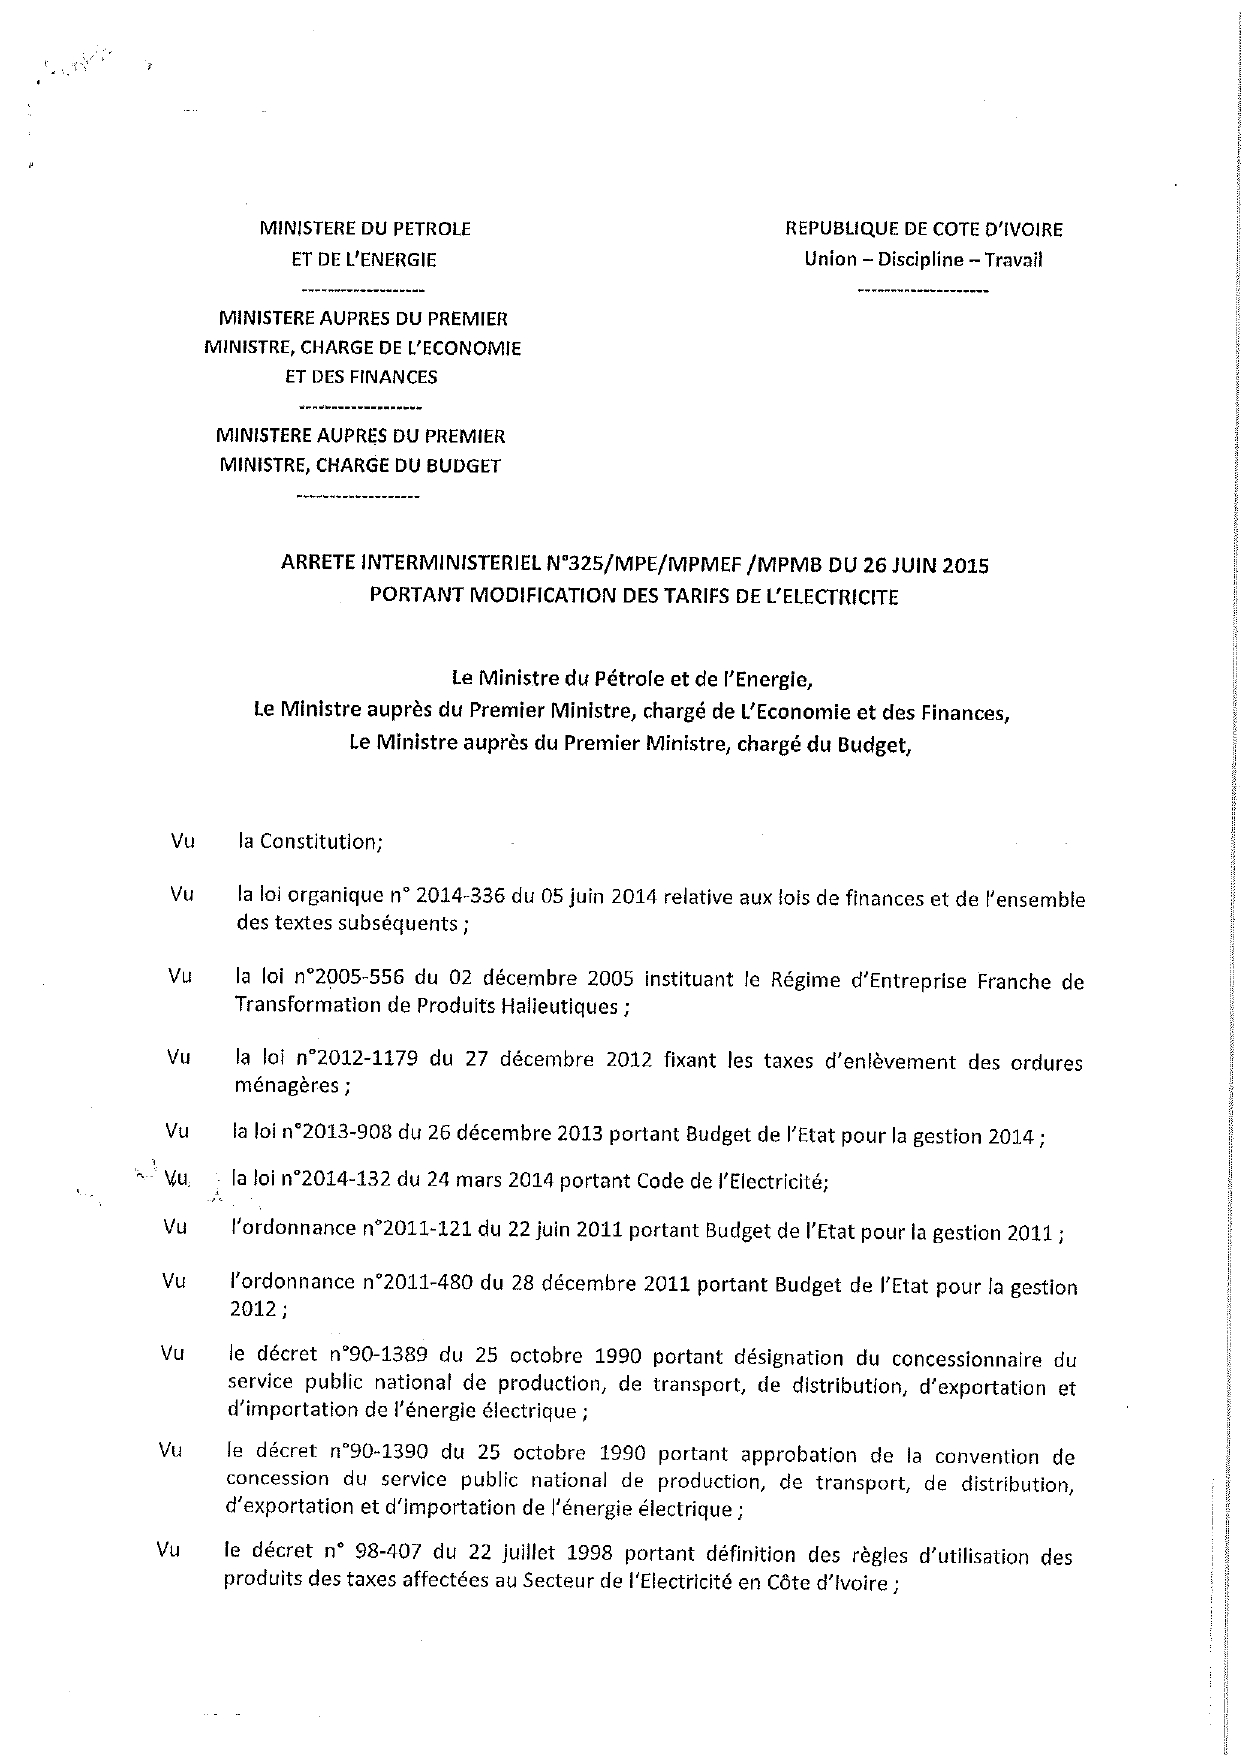 MINISTERE DU PETROLE
ET DE L'ENERGIE
-------------------
MINISTERE AUPRES DU PREMIER
MINISTRE, CHARGE DE L'ECONOMIE
ET DES FINANCES
-------------------
MINISTERE AUPRES DU PREMIER
MINISTRE, CHARGE DU BUDGET
-------------------
REPUBLIQUE DE COTE D'IVOIRE
Union – Discipline – Travail
--------------------
ARRETE INTERMINISTERIEL N°325/MPE/MPMEF /MPMB DU 26 JUIN 2015
PORTANT MODIFICATION DES TARIFS DE L'ELECTRICITE
Le Ministre du Pétrole et de l'Energie,
Le Ministre auprès du Premier Ministre, chargé de L'Economie et des Finances,
Le Ministre auprès du Premier Ministre, chargé du Budget,
Vu la Constitution;
Vu la loi organique n° 2014-336 du 05 juin 2014 relative aux lois de finances et de l'ensemble
des textes subséquents ;
Vu la loi n°2005-556 du 02 décembre 2005 instituant le Régime d'Entreprise Franche de
Transformation de Produits Halieutiques ;
Vu la loi n°2012-1179 du 27 décembre 2012 fixant les taxes d'enlèvement des ordures
ménagères ;
Vu la loi n°2013-908 du 26 décembre 2013 portant Budget de l'Etat pour la gestion 2014 ;
Vu la loi n°2014-132 du 24 mars 2014 portant Code de l'Electricité;
Vu l'ordonnance n°2011-121 du 22 juin 2011 portant Budget de l'Etat pour la gestion 2011 ;
Vu l'ordonnance n°2011-480 du 28 décembre 2011 portant Budget de l'Etat pour la gestion
2012 ;
Vu le décret n°90-1389 du 25 octobre 1990 portant désignation du concessionnaire du
service public national de production, de transport, de distribution, d'exportation et
d'importation de l'énergie électrique ;
Vu le décret n°90-1390 du 25 octobre 1990 portant approbation de la convention de
concession du service public national de production, de transport, de distribution,
d'exportation et d'importation de l'énergie électrique ;
Vu le décret n° 98-407 du 22 juillet 1998 portant définition des règles d'utilisation des
produits des taxes affectées au Secteur de l'Electricité en Côte d'Ivoire ;